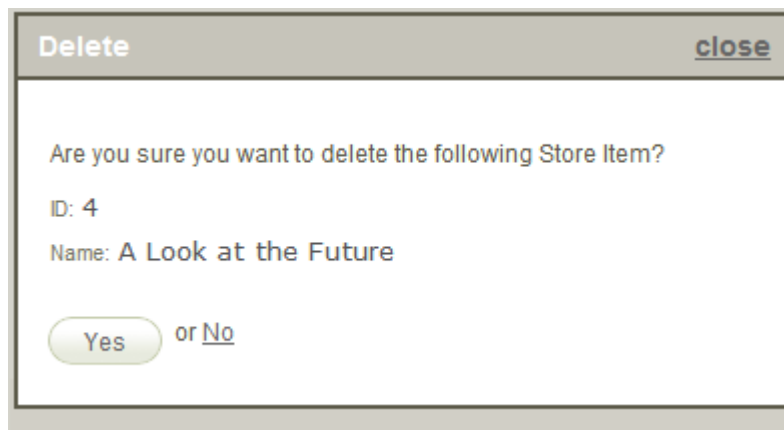 Delete close
Are you sure you want to delete the following Store Item?
ID: 4
Name: A Look at the Future
Yes or No